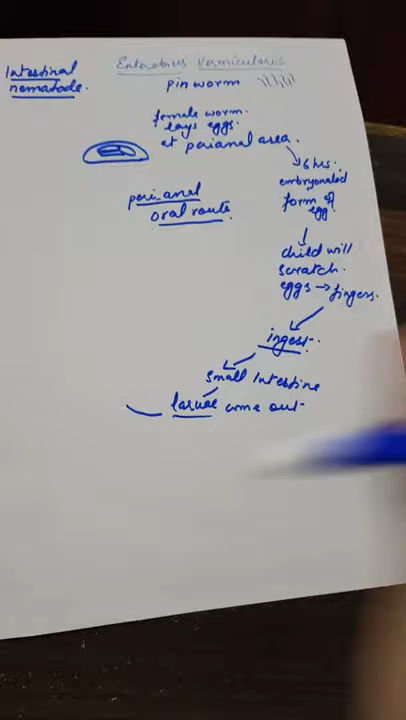 Intestinal
nematode.
Enterobius Vermicularis
pin worm
female worm.
lays eggs.
at perianal area.
6 hrs.
embryonated
form of
egg
peri-anal
oral route.
child will
scratch.
eggs → fingers.
ingest.
small Intestine
larvae come out